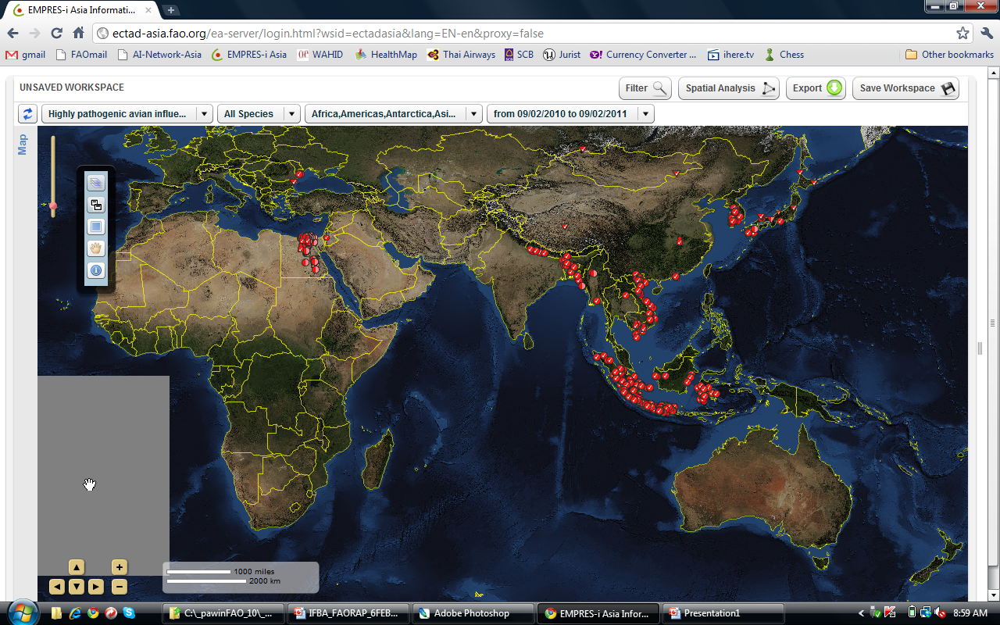 EMPRES-i Asia Informati...
ectad-asia.fao.org/ea-server/login.html?wsid=ectadasia&lang=EN-en&proxy=false
gmail FAOmail AI-Network-Asia EMPRES-i Asia WAHID HealthMap Thai Airways SCB Jurist Currency Converter ... ihere.tv Chess Other bookmarks
UNSAVED WORKSPACE Filter Spatial Analysis Export Save Workspace
Highly pathogenic avian influe... All Species Africa,Americas,Antarctica,Asi... from 09/02/2010 to 09/02/2011
Map
1000 miles
2000 km
C:\_pawinFAO_10\_... IFBA_FAORAP_6FEB... Adobe Photoshop EMPRES-i Asia Infor... Presentation1 8:59 AM